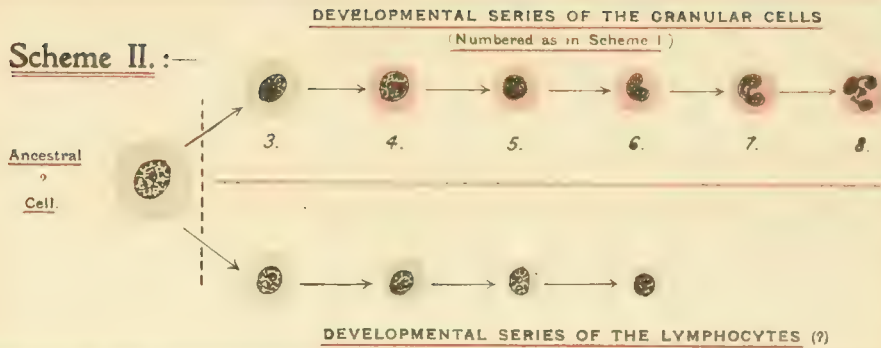 DEVELOPMENTAL SERIES OF THE GRANULAR CELLS
(Numbered as in Scheme I)
Scheme II.:—
3. 4. 5. 6. 7. 8.
Ancestral
?
Cell.
DEVELOPMENTAL SERIES OF THE LYMPHOCYTES (?)